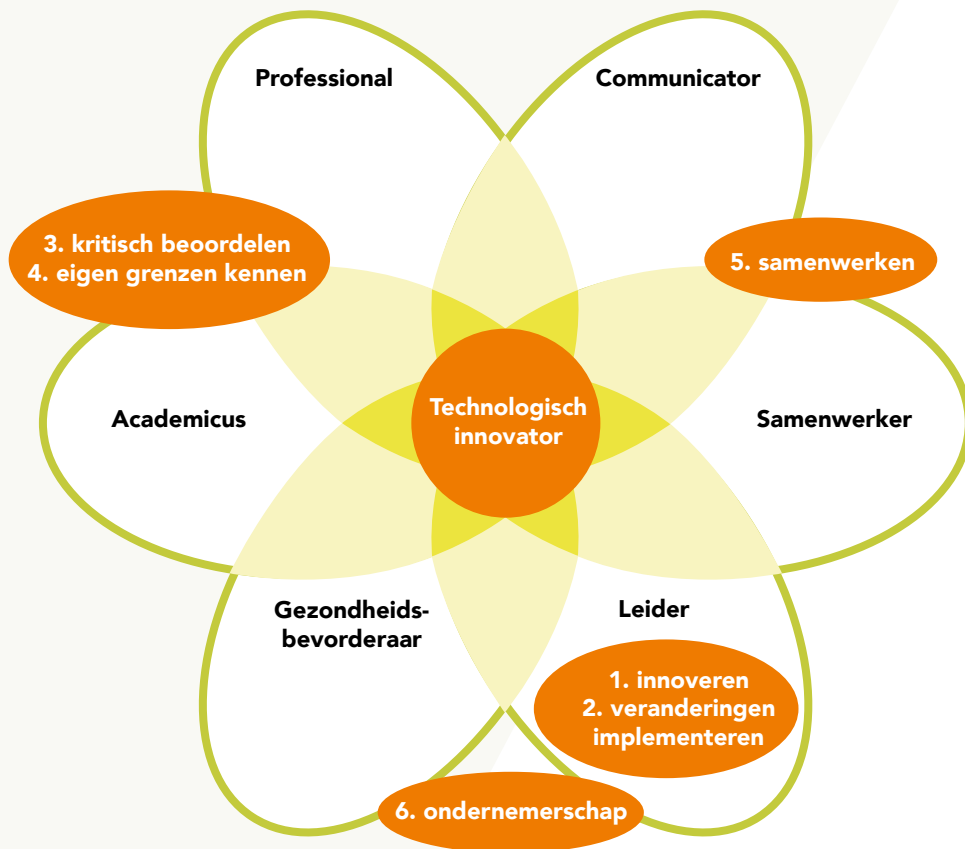 Professional
Communicator
3. kritisch beoordelen
4. eigen grenzen kennen
5. samenwerken
Technologisch
innovator
Academicus
Samenwerker
Gezondheids-
bevorderaar
Leider
1. innoveren
2. veranderingen
implementeren
6. ondernemerschap